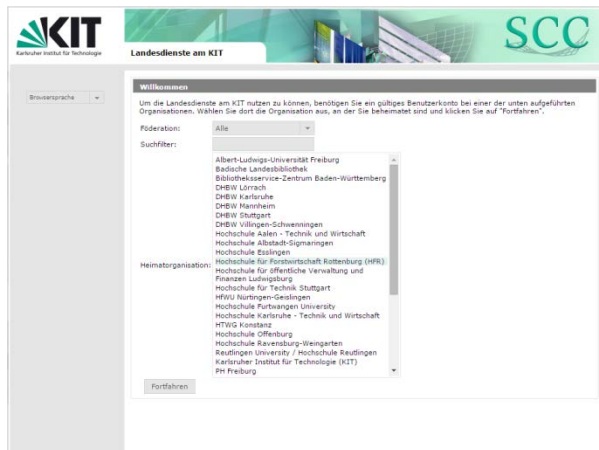 KIT
Karlsruher Institut für Technologie
Landesdienste am KIT
SCC
Browsersprache
Willkommen
Um die Landesdienste am KIT nutzen zu können, benötigen Sie ein gültiges Benutzerkonto bei einer der unten aufgeführten
Organisationen. Wählen Sie dort die Organisation aus, an der Sie beheimatet sind und klicken Sie auf "Fortfahren".
Föderation: Alle
Suchfilter:
Heimatorganisation:
Albert-Ludwigs-Universität Freiburg
Badische Landesbibliothek
Bibliotheksservice-Zentrum Baden-Württemberg
DHBW Lörrach
DHBW Karlsruhe
DHBW Mannheim
DHBW Stuttgart
DHBW Villingen-Schwenningen
Hochschule Aalen - Technik und Wirtschaft
Hochschule Albstadt-Sigmaringen
Hochschule Esslingen
Hochschule für Forstwirtschaft Rottenburg (HFR)
Hochschule für öffentliche Verwaltung und
Finanzen Ludwigsburg
Hochschule für Technik Stuttgart
HfWU Nürtingen-Geislingen
Hochschule Furtwangen University
Hochschule Karlsruhe - Technik und Wirtschaft
HTWG Konstanz
Hochschule Offenburg
Hochschule Ravensburg-Weingarten
Reutlingen University / Hochschule Reutlingen
Karlsruher Institut für Technologie (KIT)
PH Freiburg
Fortfahren